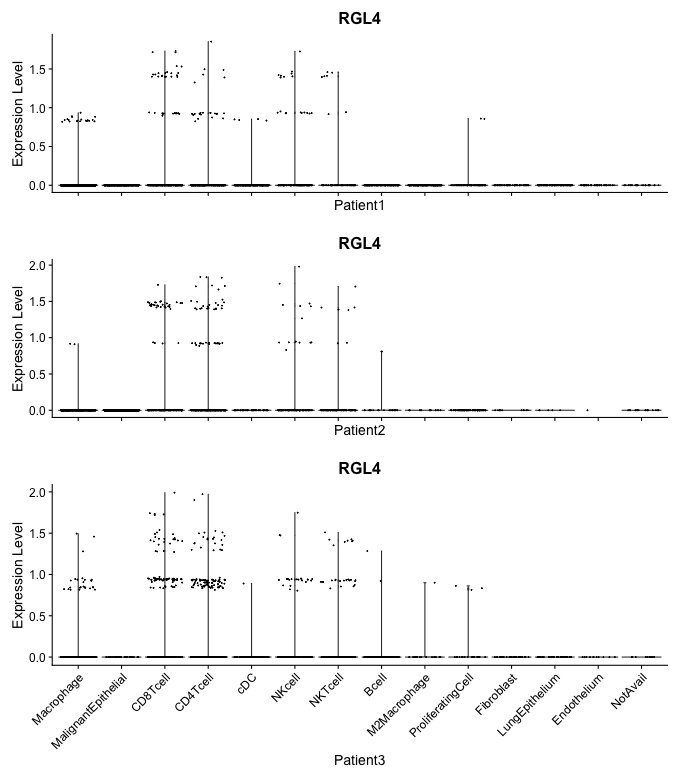 RGL4
Expression Level
1.5
1.0
0.5
0.0
Patient1
RGL4
Expression Level
2.0
1.5
1.0
0.5
0.0
Patient2
RGL4
Expression Level
2.0
1.5
1.0
0.5
0.0
Macrophage
MalignantEpithelial
CD8Tcell
CD4Tcell
cDC
NKcell
NKTcell
Bcell
M2Macrophage
ProliferatingCell
Fibroblast
LungEpithelium
Endothelium
NotAvail
Patient3